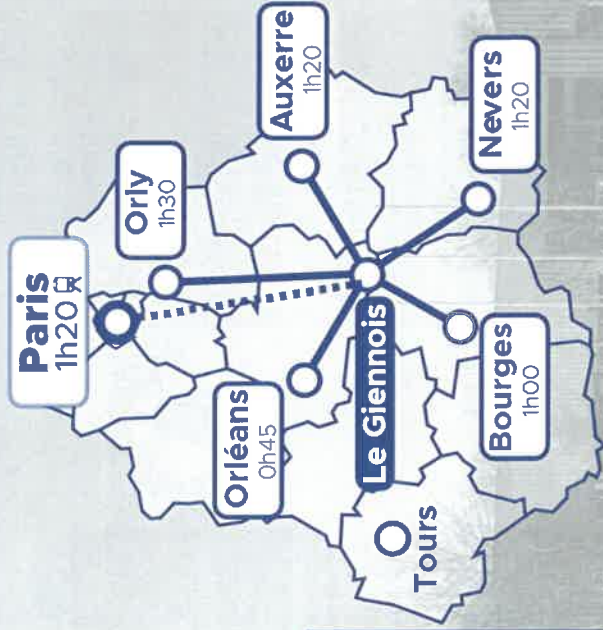 Paris
1h20
Orly
1h30
Auxerre
1h20
Orléans
0h45
Le Giennois
Nevers
1h20
Bourges
1h00
Tours